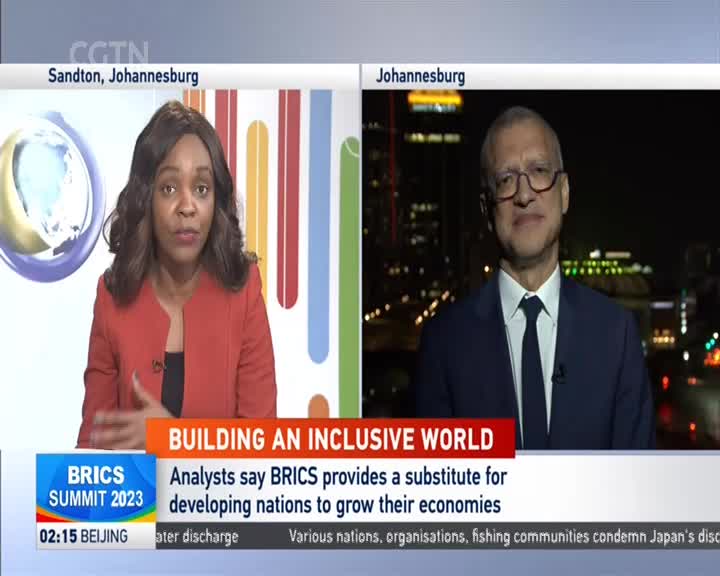 CGTN
Sandton, Johannesburg
Johannesburg
BUILDING AN INCLUSIVE WORLD
BRICS
SUMMIT 2023
Analysts say BRICS provides a substitute for
developing nations to grow their economies
02:15 BEIJING
ater discharge Various nations, organisations, fishing communities condemn Japan's disc